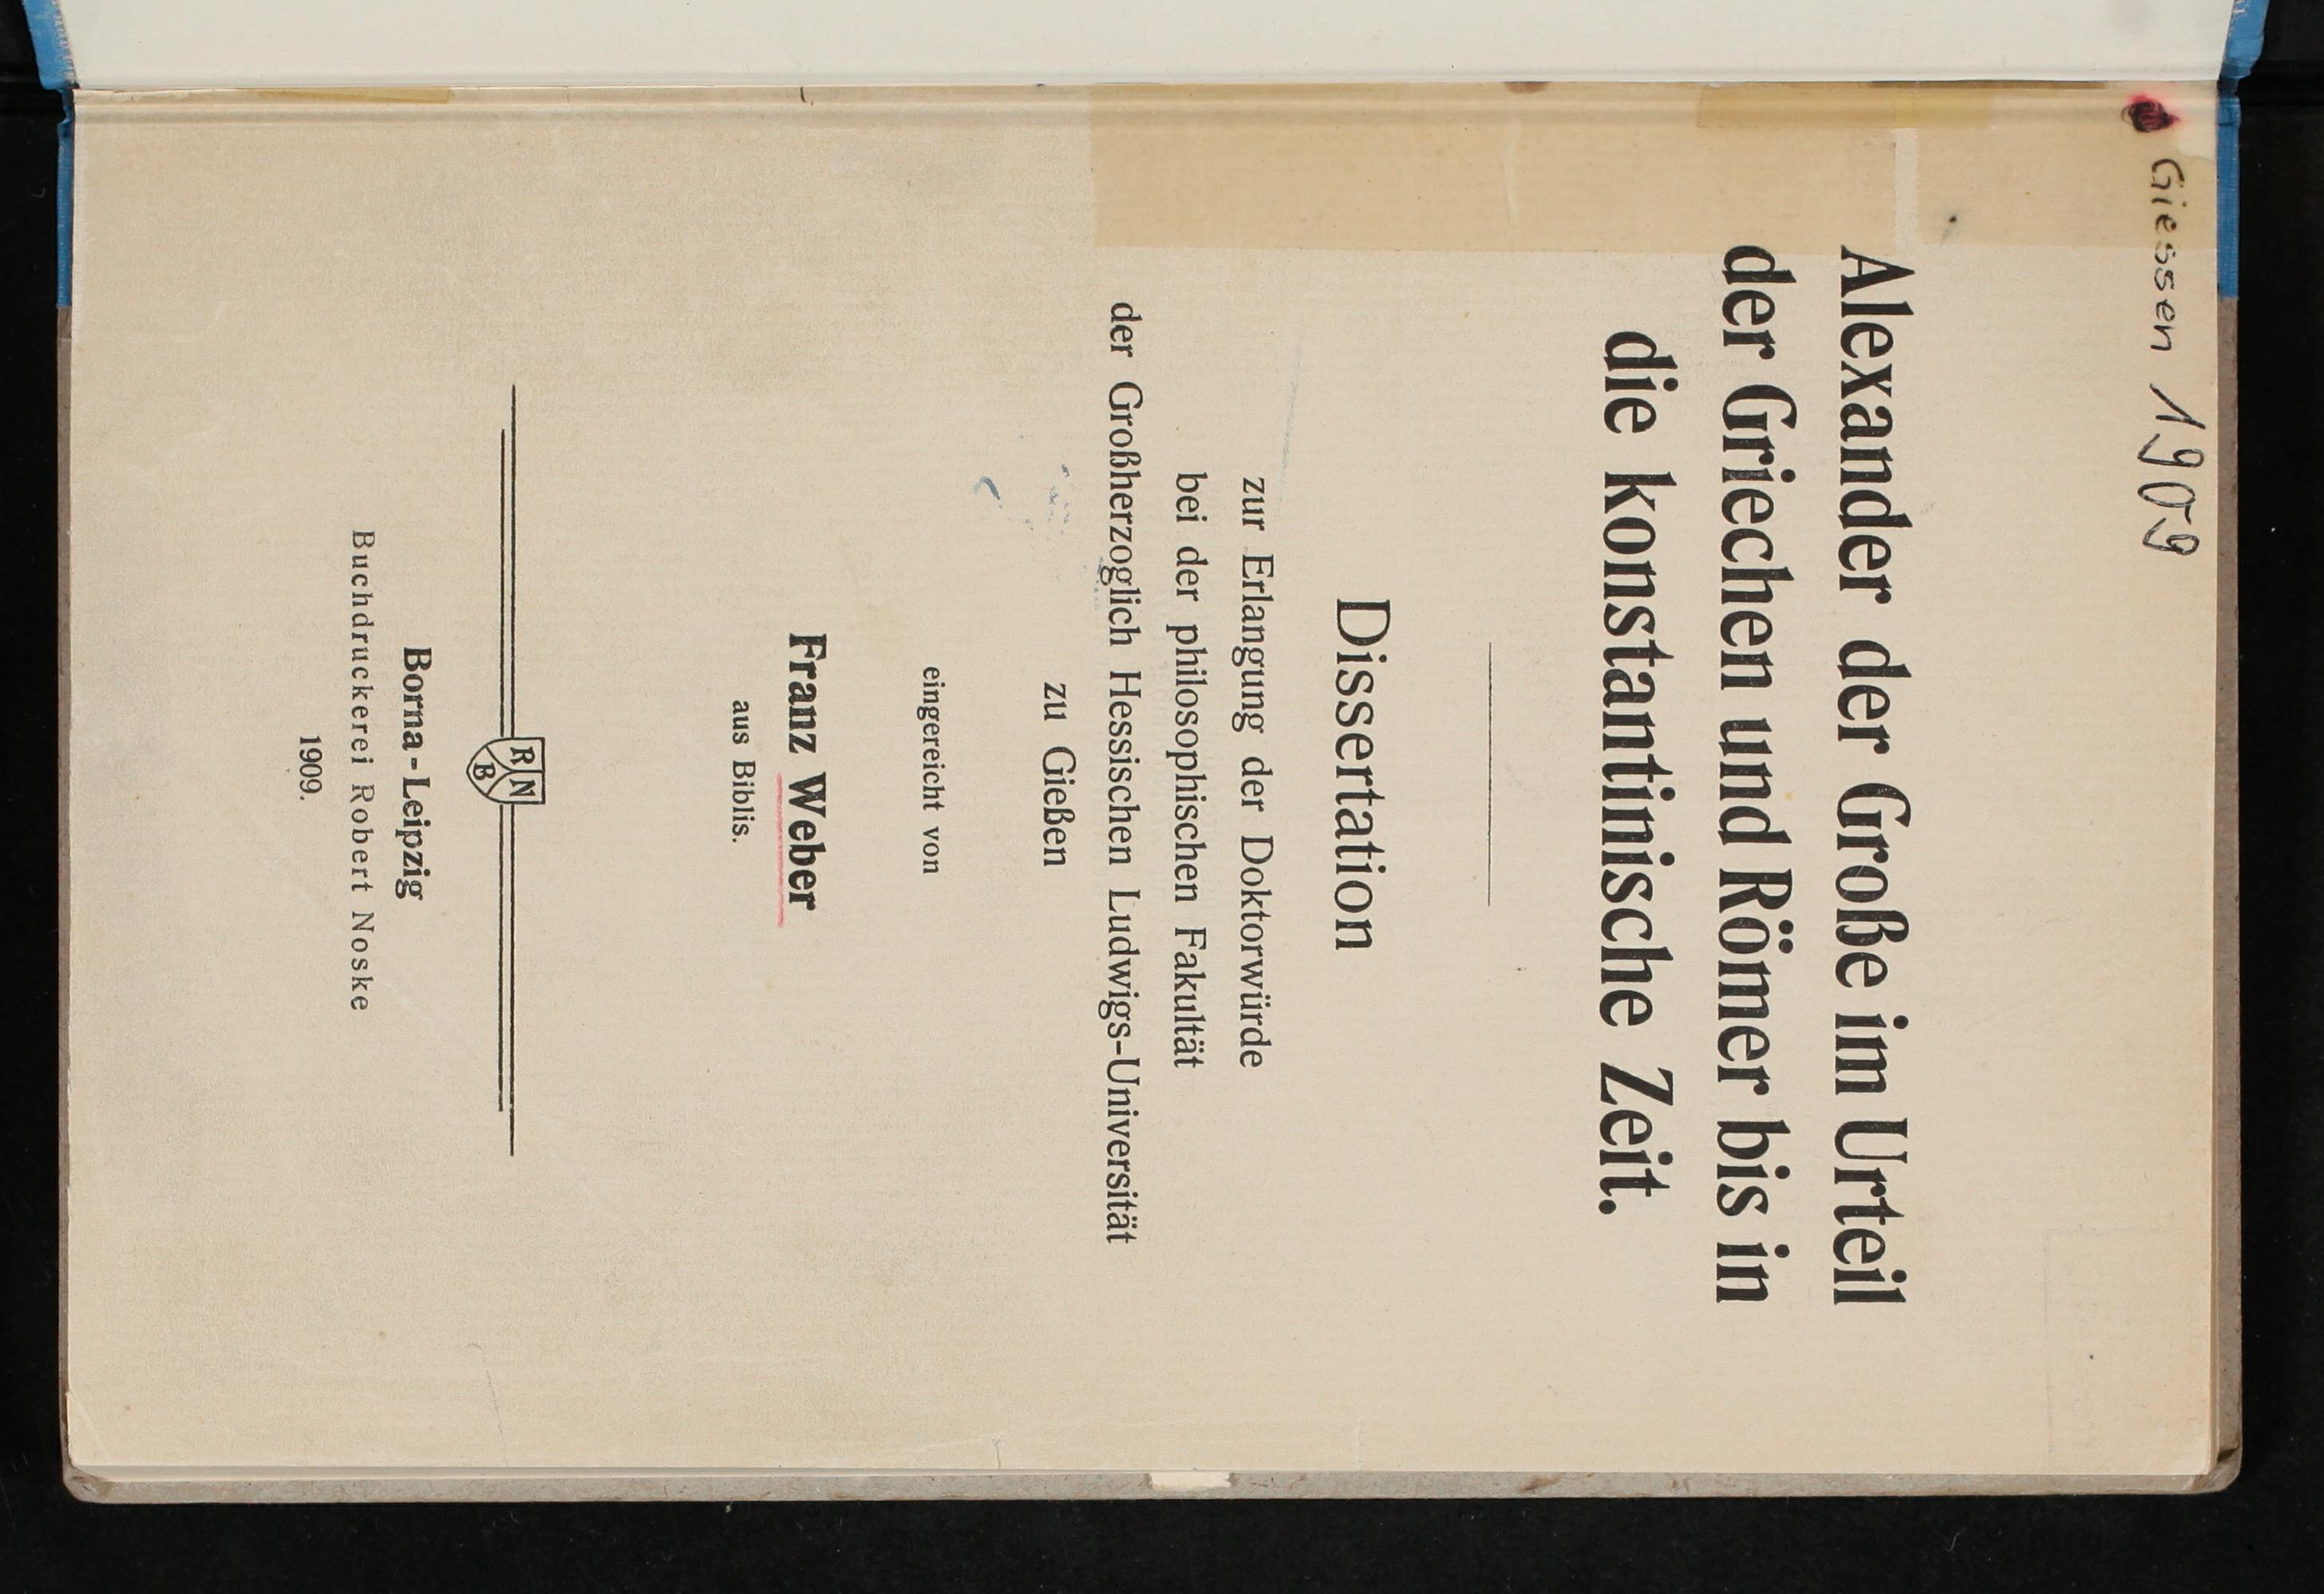 Giessen 1909
Alexander der Große im Urteil
der Griechen und Römer bis in
die konstantinische Zeit.
Dissertation
zur Erlangung der Doktorwürde
bei der philosophischen Fakultät
der Großherzoglich Hessischen Ludwigs-Universität
zu Gießen
eingereicht von
Franz Weber
aus Biblis.
R N
B
Borna-Leipzig
Buchdruckerei Robert Noske
1909.